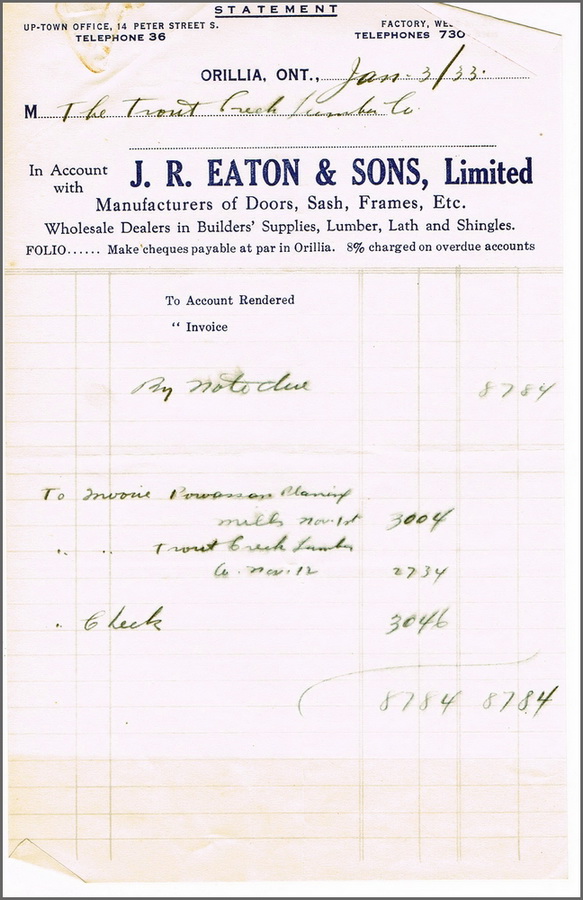 STATEMENT
UP-TOWN OFFICE, 14 PETER STREET S.
TELEPHONE 36
FACTORY,
TELEPHONES 730
ORILLIA, ONT., Jan. 3/33.
M The Trout Creek Lumber Co
In Account with
J. R. EATON & SONS, Limited
Manufacturers of Doors, Sash, Frames, Etc.
Wholesale Dealers in Builders' Supplies, Lumber, Lath and Shingles.
FOLIO...... Make cheques payable at par in Orillia. 8% charged on overdue accounts
To Account Rendered
" Invoice
By Note due 8784
To Invoice Powassan Planing
Mills Nov. 1st 3004
" " Trout Creek Lumber
Co. Nov. 12 2734
" Check 3046
8784 8784